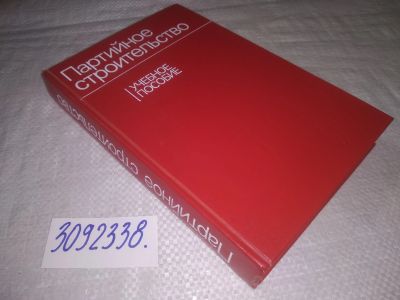 Партийное
строительство
УЧЕБНОЕ
ПОСОБИЕ
Партийное строительство
3092338.